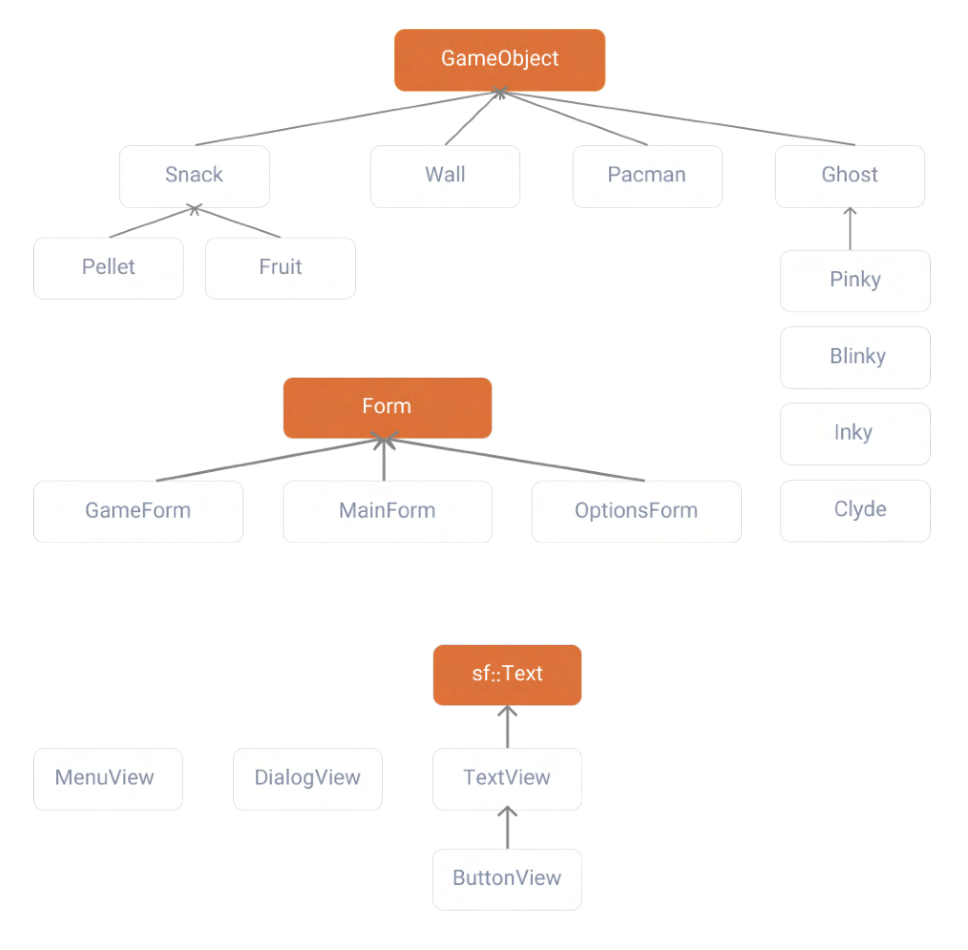 GameObject
Snack
Wall
Pacman
Ghost
Pellet
Fruit
Pinky
Blinky
Form
Inky
GameForm
MainForm
OptionsForm
Clyde
sf::Text
MenuView
DialogView
TextView
ButtonView